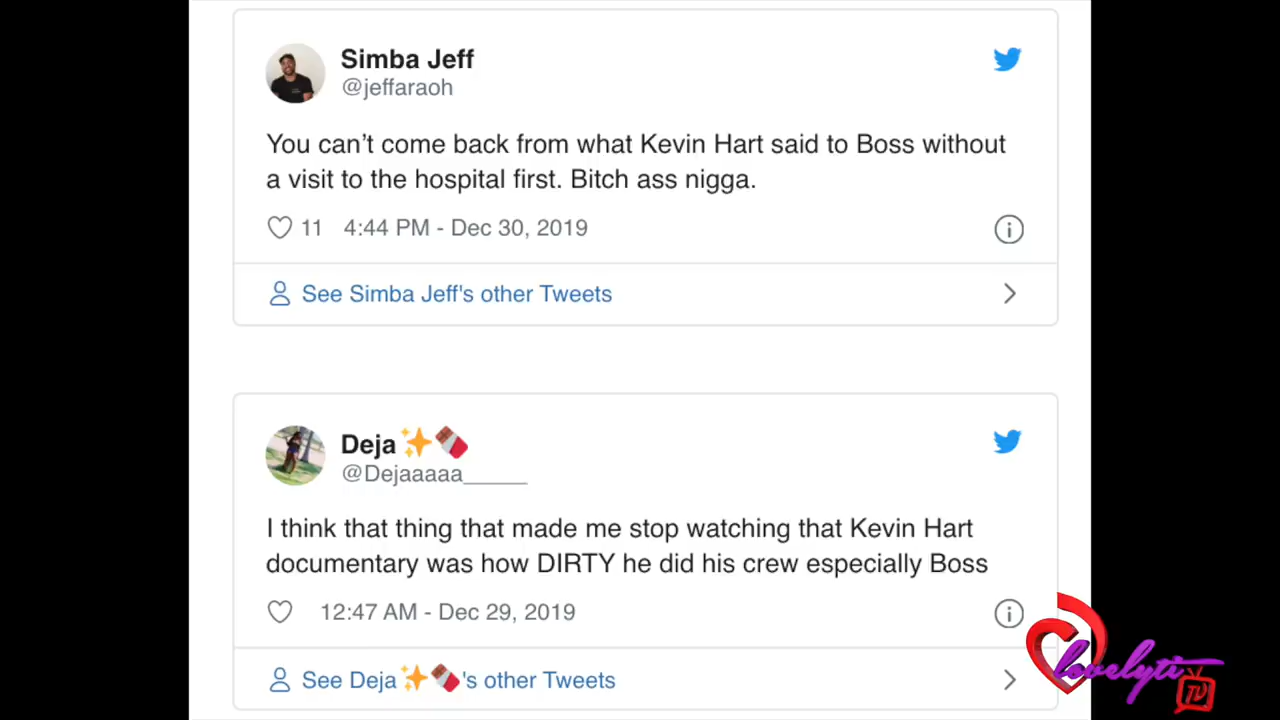 Simba Jeff
@jeffaraoh
You can’t come back from what Kevin Hart said to Boss without
a visit to the hospital first. Bitch ass nigga.
11 4:44 PM - Dec 30, 2019
See Simba Jeff's other Tweets
Deja✨🍫
@Dejaaaaa_____
I think that thing that made me stop watching that Kevin Hart
documentary was how DIRTY he did his crew especially Boss
12:47 AM - Dec 29, 2019
See Deja✨🍫's other Tweets
lovelyti
TV